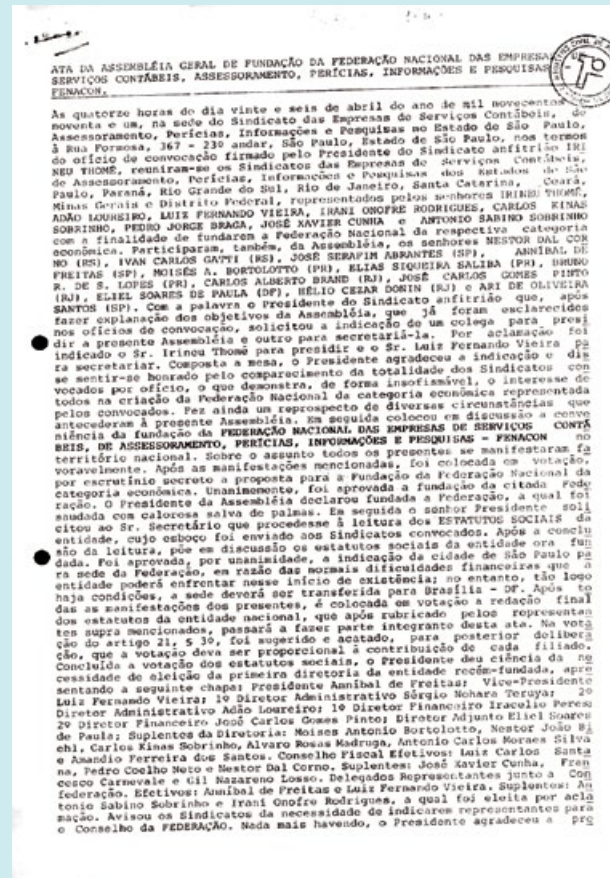 ATA DA ASSEMBLÉIA GERAL DE FUNDAÇÃO DA FEDERAÇÃO NACIONAL DAS EMPRESAS
SERVIÇOS CONTÁBEIS, ASSESSORAMENTO, PERÍCIAS, INFORMAÇÕES E PESQUISAS
FENACON.
As quatorze horas do dia vinte e seis de abril do ano de mil novecentos
noventa e um, na sede do Sindicato das Empresas de Serviços Contábeis, de
Assessoramento, Perícias, Informações e Pesquisas no Estado de São Paulo,
à Rua Formosa, 367 - 23º andar, São Paulo, Estado de São Paulo, nos termos
do ofício de convocação firmado pelo Presidente do Sindicato anfitrião IRI
NEU THOMÉ, reuniram-se os Sindicatos das Empresas de Serviços Contábeis,
de Assessoramento, Perícias, Informações e Pesquisas dos Estados de São
Paulo, Paraná, Rio Grande do Sul, Rio de Janeiro, Santa Catarina, Ceará,
Minas Gerais e Distrito Federal, representados pelos senhores IRINEU THOMÉ,
ADÃO LOUREIRO, LUIZ FERNANDO VIEIRA, IRANI ONOFRE RODRIGUES, CARLOS KINAS
SOBRINHO, PEDRO JORGE BRAGA, JOSÉ XAVIER CUNHA e ANTONIO SABINO SOBRINHO
com a finalidade de fundarem a Federação Nacional da respectiva categoria
econômica. Participaram, também, da Assembléia, os senhores NESTOR DAL COR
NO (RS), IVAN CARLOS GATTI (RS), JOSÉ SERAFIM ABRANTES (SP), ANNIBAL DE
FREITAS (SP), MOISÉS A. BORTOLOTTO (PR), ELIAS SIQUEIRA SALIBA (PR), BRUNO
R. DE S. LOPES (PR), CARLOS ALBERTO BRAND (RJ), JOSÉ CARLOS GOMES PINTO
(RJ), ELIEL SOARES DE PAULA (DF), HÉLIO CEZAR DONIN (RJ) E ARI DE OLIVEIRA
SANTOS (SP). Com a palavra o Presidente do Sindicato anfitrião que, após
fazer explanação dos objetivos da Assembléia, que já foram esclarecidos
nos ofícios de convocação, solicitou a indicação de um colega para presi
dir a presente Assembléia e outro para secretariá-la. Por aclamação foi
indicado o Sr. Irineu Thomé para presidir e o Sr. Luiz Fernando Vieira pa
ra secretariar. Composta a mesa, o Presidente agradeceu a indicação e dis
se sentir-se honrado pelo comparecimento da totalidade dos Sindicatos con
vocados por ofício, o que demonstra, de forma insofismável, o interesse de
todos na criação da Federação Nacional da categoria econômica representada
pelos convocados. Fez ainda um reprospecto de diversas circunstâncias que
antecederam à presente Assembléia. Em seguida colocou em discussão a conve
niência da fundação da FEDERAÇÃO NACIONAL DAS EMPRESAS DE SERVIÇOS CONTÁ
BEIS, DE ASSESSORAMENTO, PERÍCIAS, INFORMAÇÕES E PESQUISAS - FENACON no
território nacional. Sobre o assunto todos os presentes se manifestaram fa
voravelmente. Após as manifestações mencionadas, foi colocada em votação,
por escrutínio secreto a proposta para a Fundação da Federação Nacional da
categoria econômica. Unanimemente, foi aprovada a fundação da citada Fede
ração. O Presidente da Assembléia declarou fundada a Federação, a qual foi
saudada com calorosa salva de palmas. Em seguida o senhor Presidente soli
citou ao Sr. Secretário que procedesse à leitura dos ESTATUTOS SOCIAIS da
entidade, cujo esboço foi enviado aos Sindicatos convocados. Após a conclu
são da leitura, põe em discussão os estatutos sociais da entidade ora fun
dada. Foi aprovada, por unanimidade, a indicação da cidade de São Paulo pa
ra sede da Federação, em razão das normais dificuldades financeiras que a
entidade poderá enfrentar nesse início de existência; no entanto, tão logo
haja condições, a sede deverá ser transferida para Brasília - DF. Após to
das as manifestações dos presentes, é colocada em votação a redação final
dos estatutos da entidade nacional, que após rubricado pelos representan
tes supra mencionados, passará a fazer parte integrante desta ata. Na vota
ção do artigo 21, § 3º, foi sugerido e acatado, para posterior delibera
ção, que a votação deva ser proporcional à contribuição de cada filiado.
Concluída a votação dos estatutos sociais, o Presidente deu ciência da ne
cessidade de eleição da primeira diretoria da entidade recém-fundada, apre
sentando a seguinte chapa: Presidente Annibal de Freitas; Vice-Presidente
Luiz Fernando Vieira; 1º Diretor Administrativo Sérgio Nohara Teruya; 2º
Diretor Administrativo Adão Loureiro; 1º Diretor Financeiro Iracelio Peres;
2º Diretor Financeiro José Carlos Gomes Pinto; Diretor Adjunto Eliel Soares
de Paula; Suplentes da Diretoria: Moises Antonio Bortolotto, Nestor João Bi
ehl, Carlos Kinas Sobrinho, Alvaro Rosas Madruga, Antonio Carlos Moraes Silva
e Amandio Ferreira dos Santos. Conselho Fiscal Efetivos: Luiz Carlos Santa
na, Pedro Coelho Neto e Nestor Dal Corno. Suplentes: José Xavier Cunha, Fran
cesco Carnevale e Gil Nazareno Losso. Delegados Representantes junto a Con
federação. Efetivos: Annibal de Freitas e Luiz Fernando Vieira. Suplentes: An
tonio Sabino Sobrinho e Irani Onofre Rodrigues, a qual foi eleita por acla
mação. Avisou os Sindicatos da necessidade de indicarem representantes para
o Conselho da FEDERAÇÃO. Nada mais havendo, o Presidente agradeceu a pre